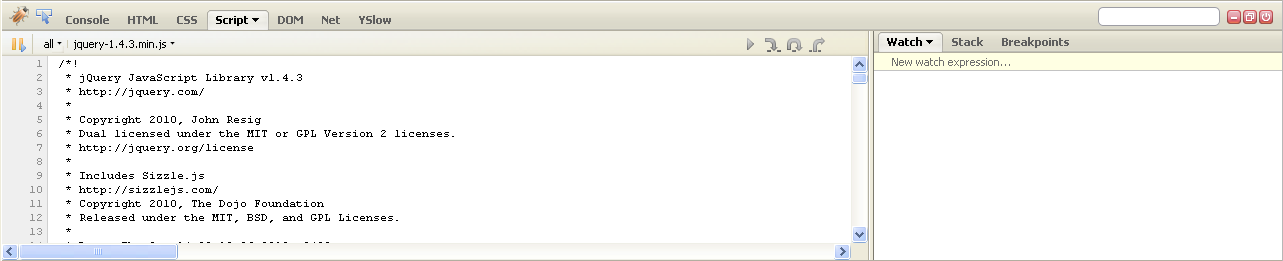 Console HTML CSS Script DOM Net YSlow
all jquery-1.4.3.min.js
Watch Stack Breakpoints
New watch expression...
1 /*!
2 * jQuery JavaScript Library v1.4.3
3 * http://jquery.com/
4 *
5 * Copyright 2010, John Resig
6 * Dual licensed under the MIT or GPL Version 2 licenses.
7 * http://jquery.org/license
8 *
9 * Includes Sizzle.js
10 * http://sizzlejs.com/
11 * Copyright 2010, The Dojo Foundation
12 * Released under the MIT, BSD, and GPL Licenses.
13 *